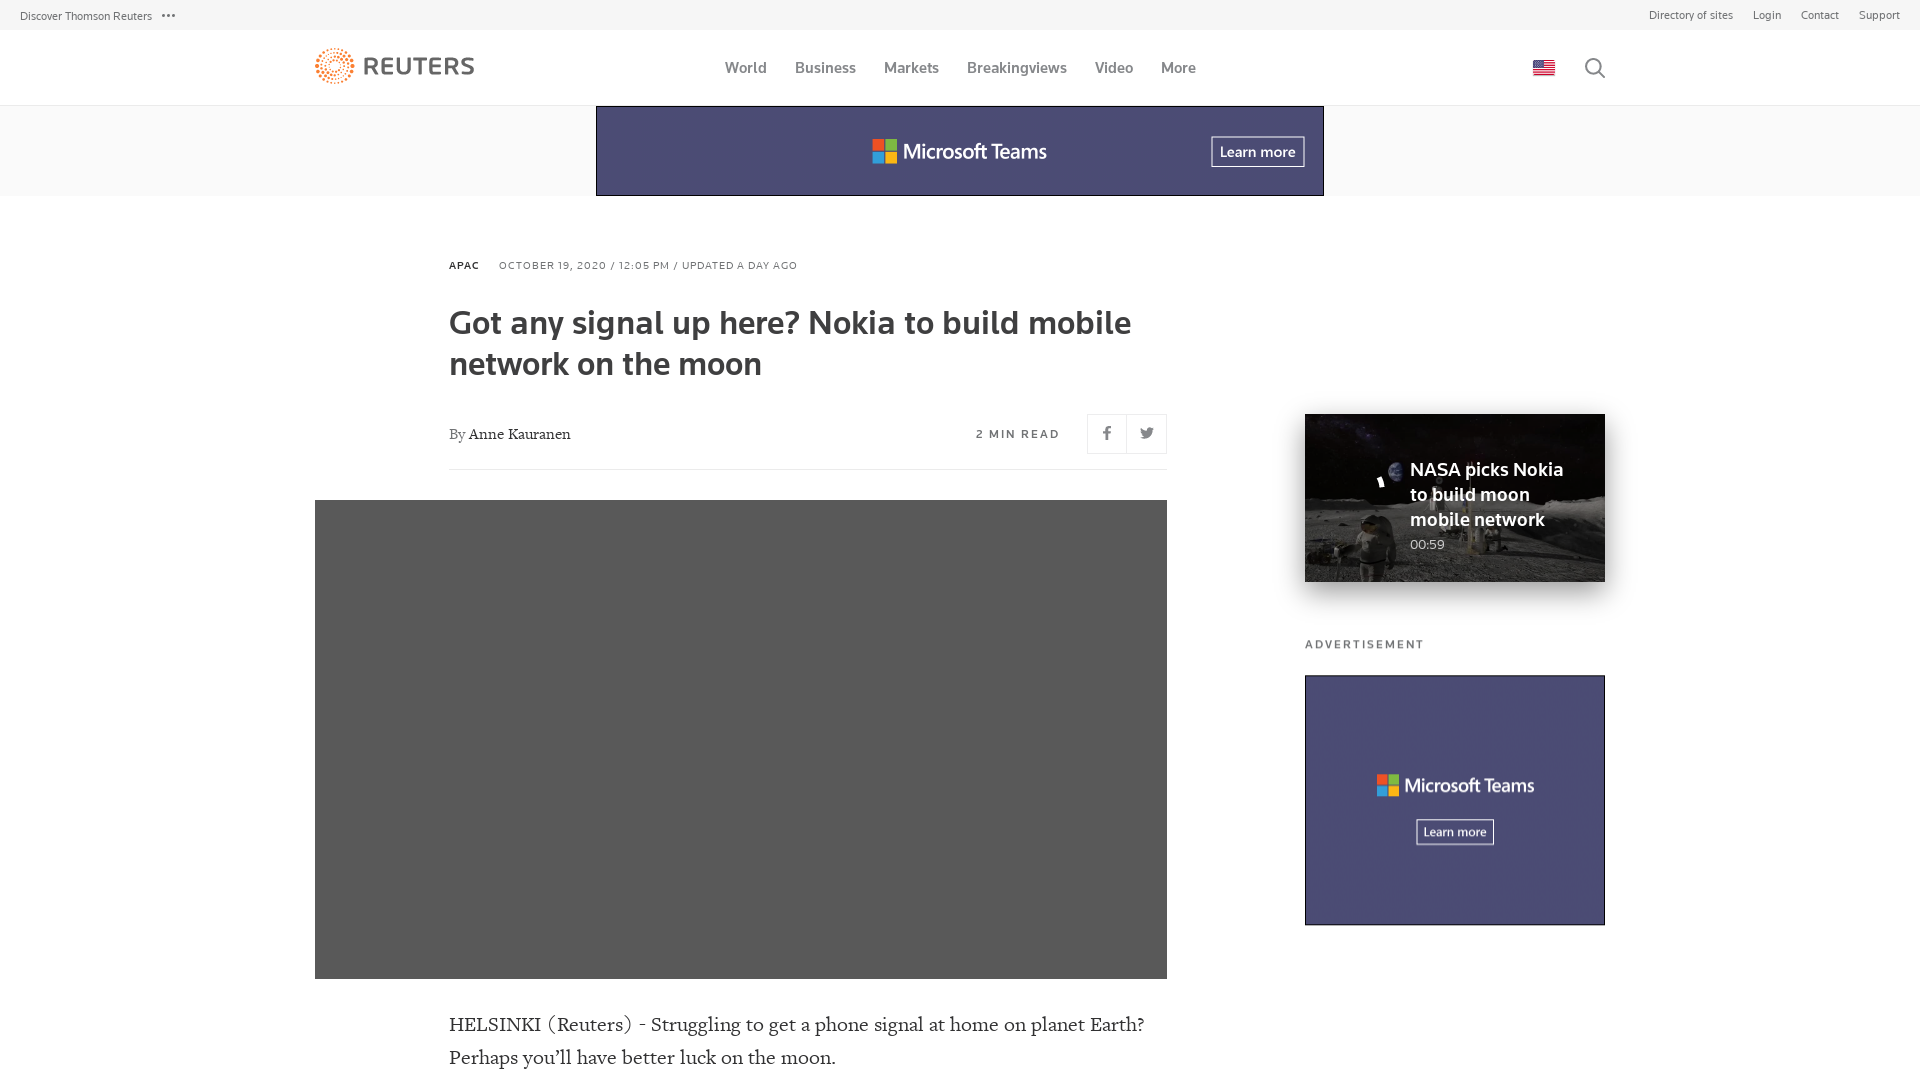 Discover Thomson Reuters
Directory of sites Login Contact Support
REUTERS
World Business Markets Breakingviews Video More
Microsoft Teams
Learn more
APAC OCTOBER 19, 2020 / 12:05 PM / UPDATED A DAY AGO
Got any signal up here? Nokia to build mobile
network on the moon
By Anne Kauranen
2 MIN READ
NASA picks Nokia
to build moon
mobile network
00:59
ADVERTISEMENT
Microsoft Teams
Learn more
HELSINKI (Reuters) - Struggling to get a phone signal at home on planet Earth?
Perhaps you’ll have better luck on the moon.